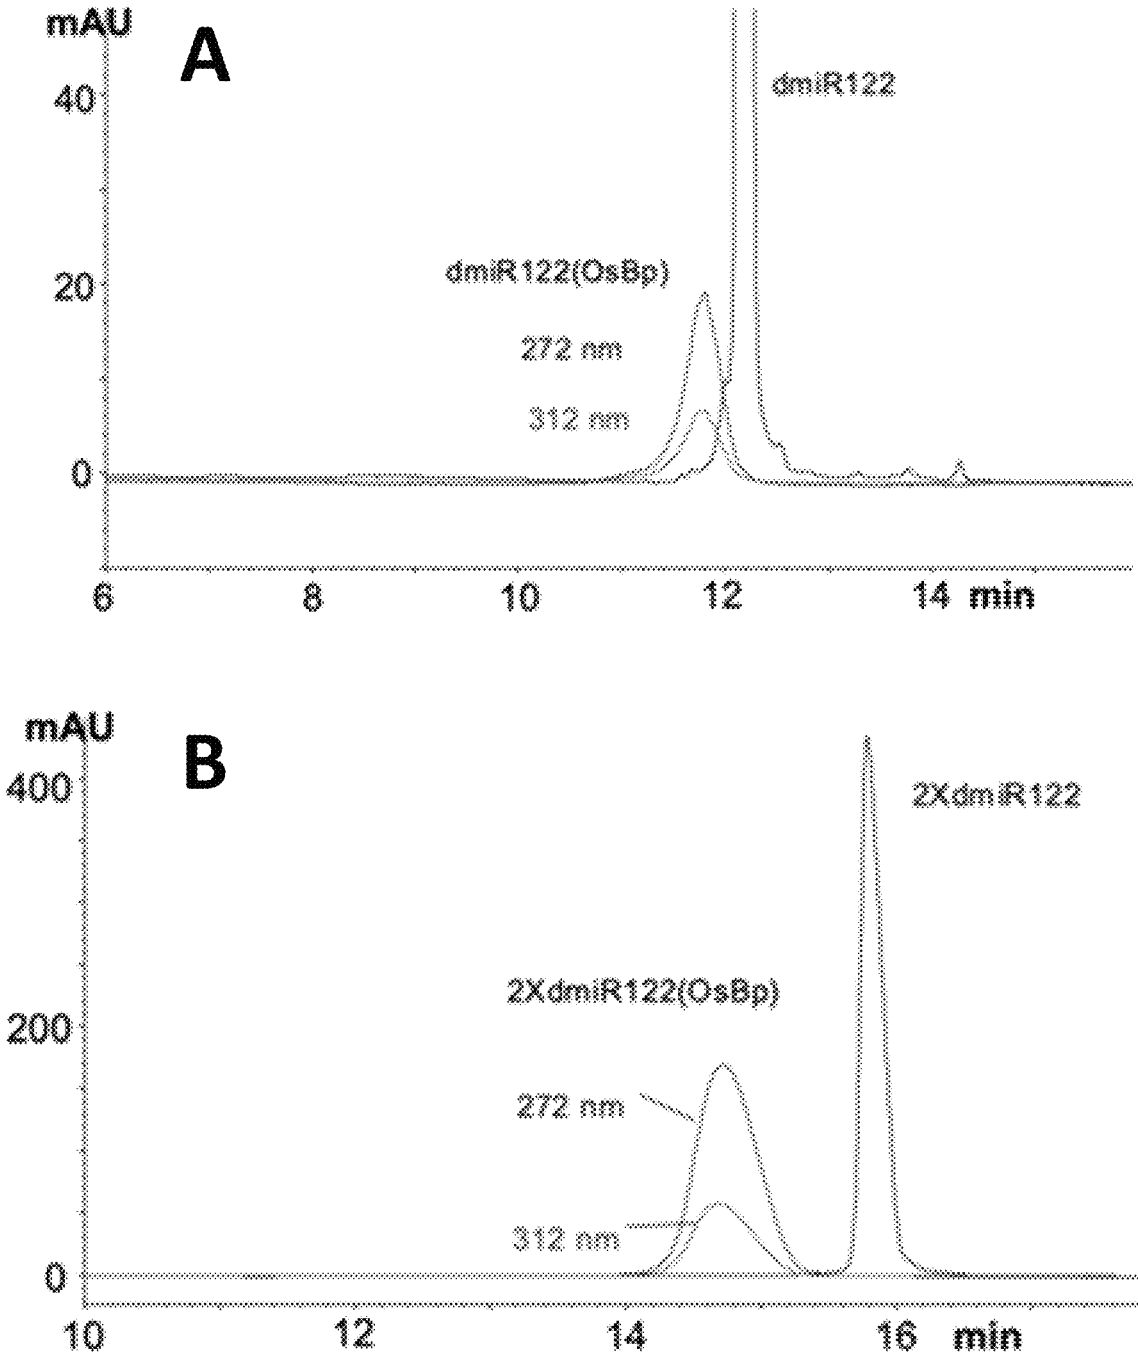 mAU
A
40
dmiR122
20
dmiR122(OsBp)
272 nm
312 nm
0
6 8 10 12 14 min
mAU
B
400
2XdmiR122
2XdmiR122(OsBp)
200
272 nm
312 nm
0
10 12 14 16 min